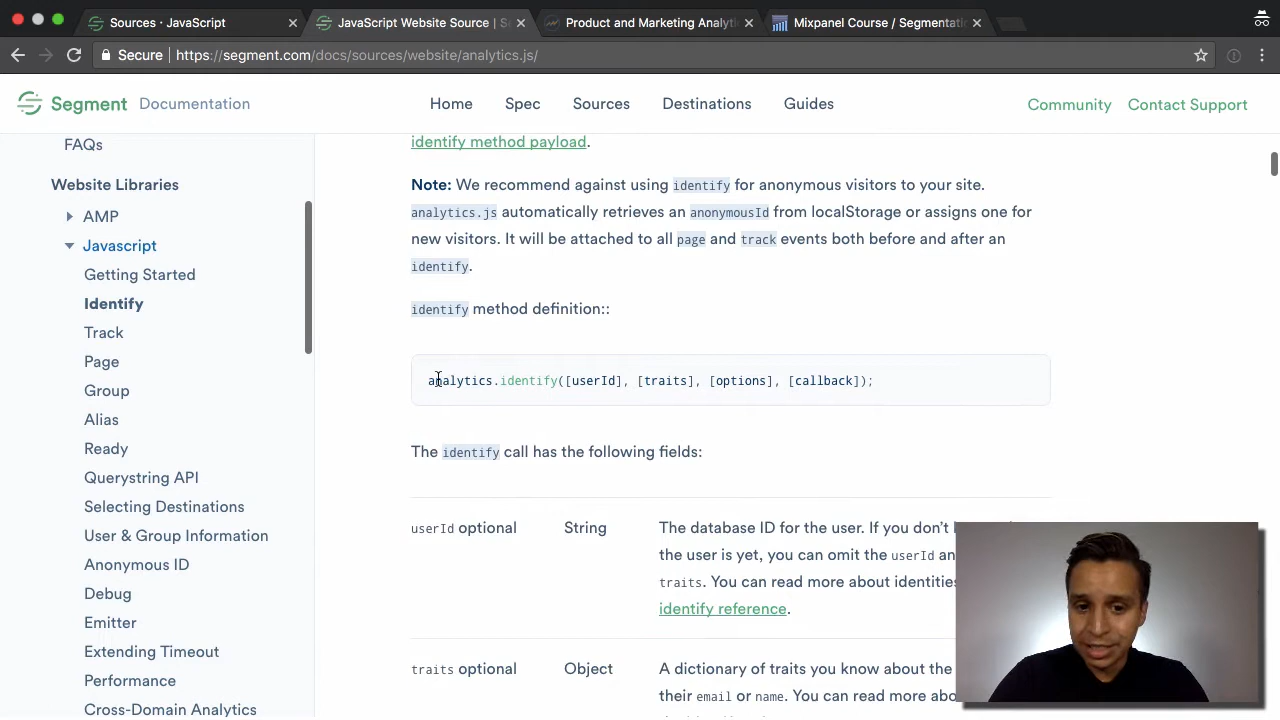 Sources · JavaScript
JavaScript Website Source | S
Product and Marketing Analyti
Mixpanel Course / Segmentati
Secure
https://segment.com/docs/sources/website/analytics.js/
Segment Documentation
Home
Spec
Sources
Destinations
Guides
Community
Contact Support
FAQs
Website Libraries
AMP
Javascript
Getting Started
Identify
Track
Page
Group
Alias
Ready
Querystring API
Selecting Destinations
User & Group Information
Anonymous ID
Debug
Emitter
Extending Timeout
Performance
Cross-Domain Analytics
identify method payload.
Note: We recommend against using identify for anonymous visitors to your site.
analytics.js automatically retrieves an anonymousId from localStorage or assigns one for
new visitors. It will be attached to all page and track events both before and after an
identify.
identify method definition::
analytics.identify([userId], [traits], [options], [callback]);
The identify call has the following fields:
userId optional
String
The database ID for the user. If you don't
the user is yet, you can omit the userId an
traits. You can read more about identities
identify reference.
traits optional
Object
A dictionary of traits you know about the
their email or name. You can read more abo